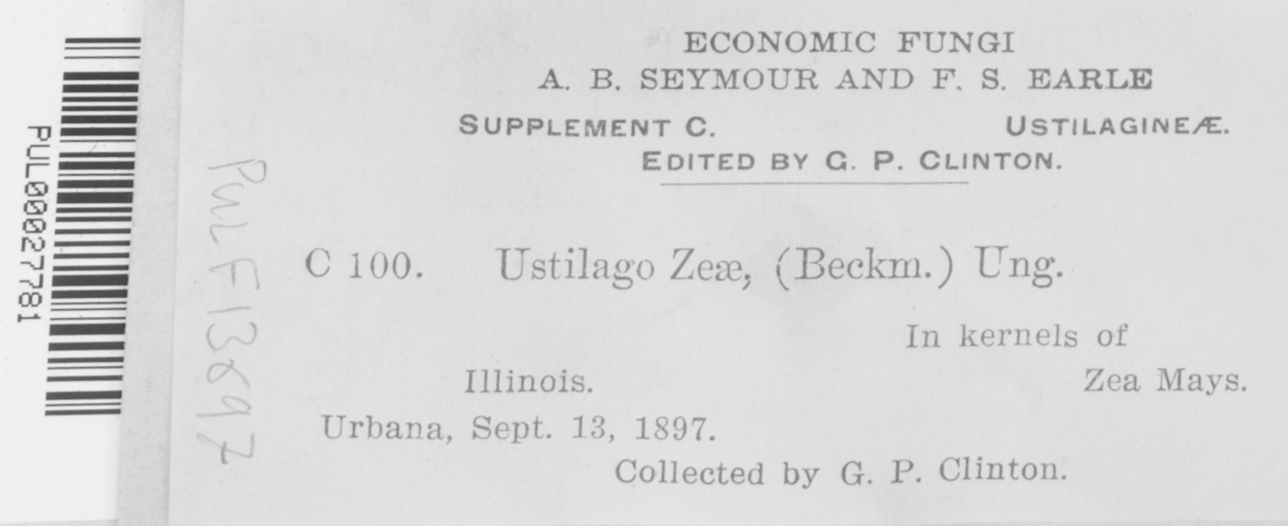 ECONOMIC FUNGI
A. B. SEYMOUR AND F. S. EARLE
SUPPLEMENT C. USTILAGINEÆ.
EDITED BY G. P. CLINTON.
C 100. Ustilago Zeæ, (Beckm.) Ung.
In kernels of
Illinois. Zea Mays.
Urbana, Sept. 13, 1897.
Collected by G. P. Clinton.
PUL00027781
PUL F13897